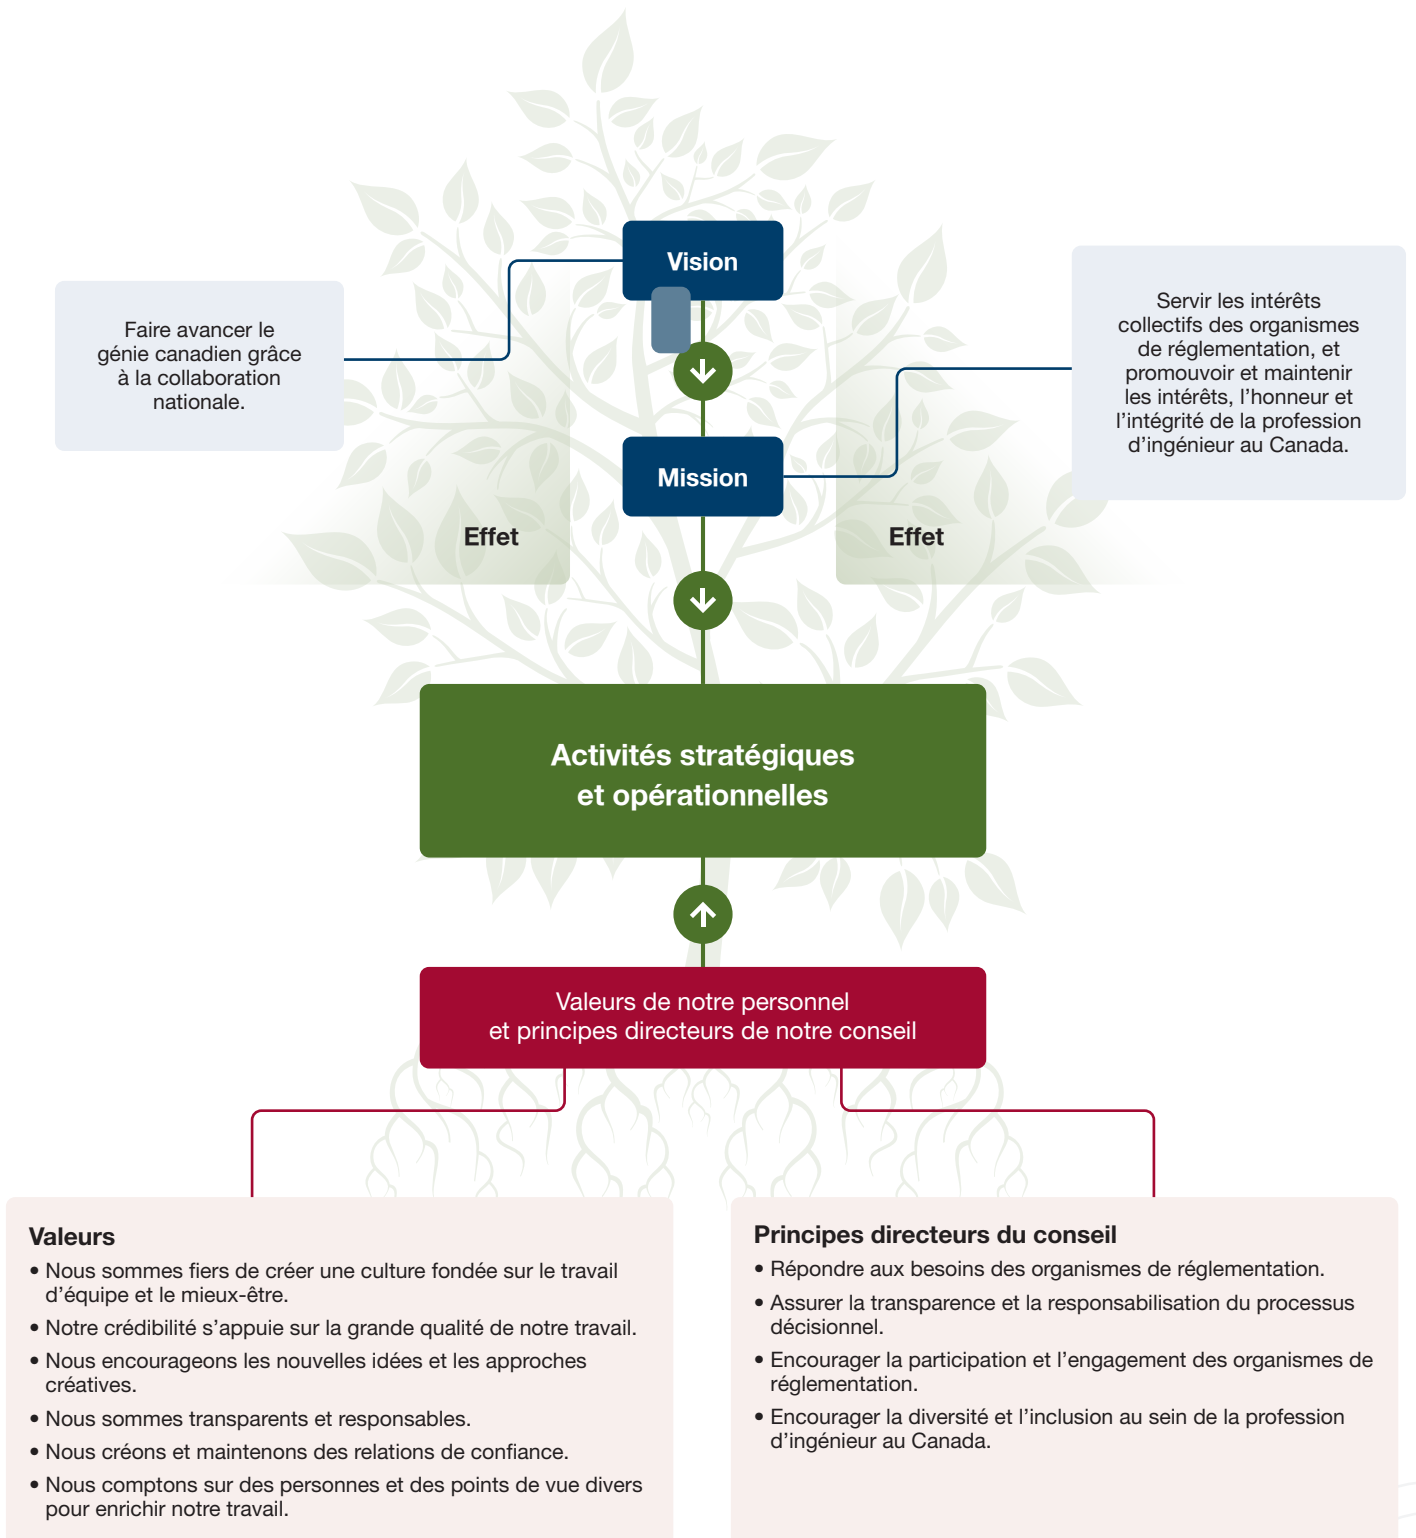 Vision
Faire avancer le
génie canadien grâce
à la collaboration
nationale.
Servir les intérêts
collectifs des organismes
de réglementation, et
promouvoir et maintenir
les intérêts, l’honneur et
l’intégrité de la profession
d’ingénieur au Canada.
Mission
Effet
Effet
Activités stratégiques
et opérationnelles
Valeurs de notre personnel
et principes directeurs de notre conseil
Valeurs
• Nous sommes fiers de créer une culture fondée sur le travail
d’équipe et le mieux-être.
• Notre crédibilité s’appuie sur la grande qualité de notre travail.
• Nous encourageons les nouvelles idées et les approches
créatives.
• Nous sommes transparents et responsables.
• Nous créons et maintenons des relations de confiance.
• Nous comptons sur des personnes et des points de vue divers
pour enrichir notre travail.
Principes directeurs du conseil
• Répondre aux besoins des organismes de réglementation.
• Assurer la transparence et la responsabilisation du processus
décisionnel.
• Encourager la participation et l’engagement des organismes de
réglementation.
• Encourager la diversité et l’inclusion au sein de la profession
d’ingénieur au Canada.